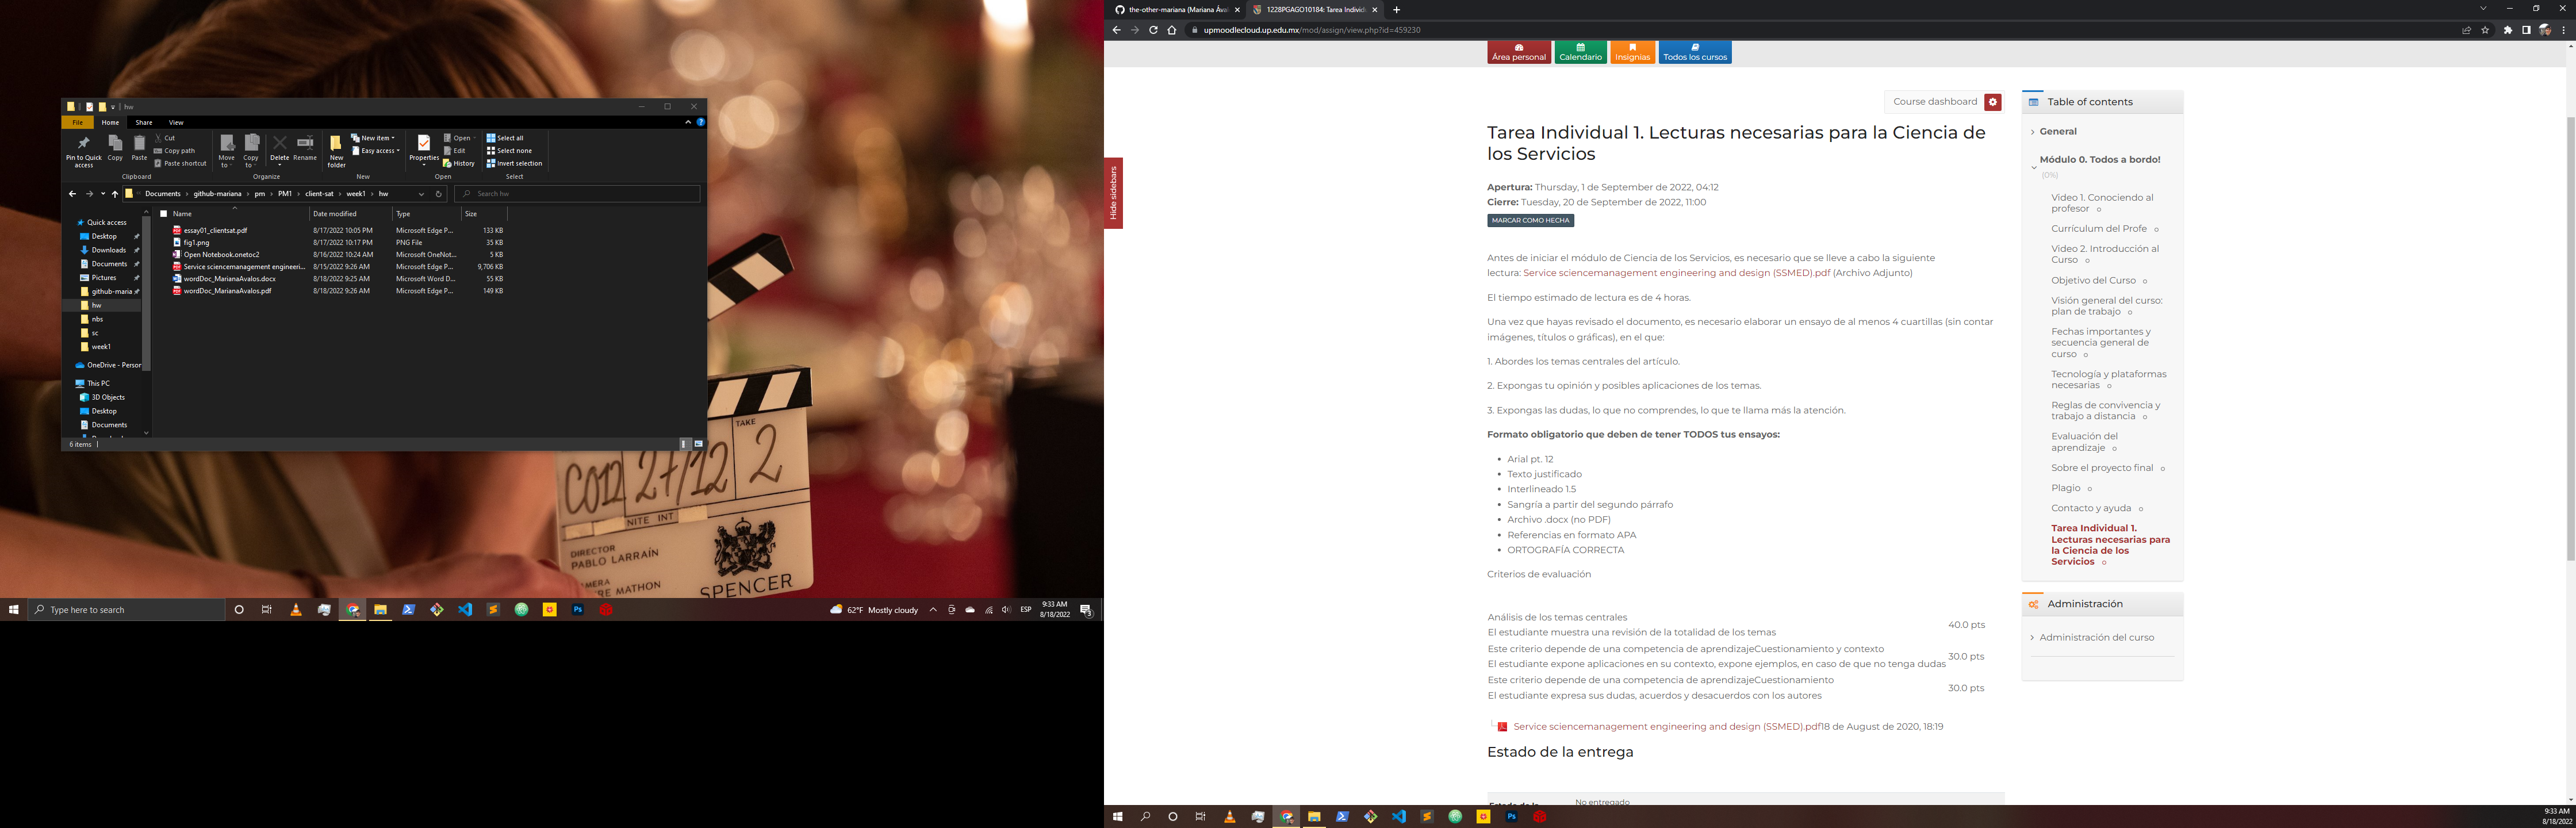 hw
File Home Share View
Pin to Quick access
Copy
Paste
Cut
Copy path
Paste shortcut
Clipboard
Move to
Copy to
Delete
Rename
Organize
New folder
New item
Easy access
New
Properties
Open
Edit
History
Open
Select all
Select none
Invert selection
Select
Documents > github-mariana > pm > PM1 > client-sat > week1 > hw
Search hw
Name Date modified Type Size
essay01_clientsat.pdf 8/17/2022 10:05 PM Microsoft Edge P... 133 KB
fig1.png 8/17/2022 10:17 PM PNG File 35 KB
Open Notebook.onetoc2 8/16/2022 10:24 AM Microsoft OneNot... 5 KB
Service sciencemanagement engineeri... 8/15/2022 9:26 AM Microsoft Edge P... 9,706 KB
wordDoc_MarianaAvalos.docx 8/18/2022 9:25 AM Microsoft Word D... 55 KB
wordDoc_MarianaAvalos.pdf 8/18/2022 9:26 AM Microsoft Edge P... 149 KB
Quick access
Desktop
Downloads
Documents
Pictures
github-maria
hw
nbs
sc
week1
OneDrive - Person
This PC
3D Objects
Desktop
Documents
6 items
TAKE
C012 27/12 2
NITE INT
DIRECTOR
PABLO LARRAÍN
RE MATHON
SPENCER
Type here to search
62°F Mostly cloudy
ESP
9:33 AM
8/18/2022
3
the-other-mariana (Mariana Áva
1228PGAGO10184: Tarea Individ
upmoodlecloud.up.edu.mx/mod/assign/view.php?id=459230
Área personal
Calendario
Insignias
Todos los cursos
Hide sidebars
Course dashboard
Tarea Individual 1. Lecturas necesarias para la Ciencia de
los Servicios
Apertura: Thursday, 1 de September de 2022, 04:12
Cierre: Tuesday, 20 de September de 2022, 11:00
MARCAR COMO HECHA
Antes de iniciar el módulo de Ciencia de los Servicios, es necesario que se lleve a cabo la siguiente
lectura: Service sciencemanagement engineering and design (SSMED).pdf (Archivo Adjunto)
El tiempo estimado de lectura es de 4 horas.
Una vez que hayas revisado el documento, es necesario elaborar un ensayo de al menos 4 cuartillas (sin contar
imágenes, títulos o gráficas), en el que:
1. Abordes los temas centrales del artículo.
2. Expongas tu opinión y posibles aplicaciones de los temas.
3. Expongas las dudas, lo que no comprendes, lo que te llama más la atención.
Formato obligatorio que deben de tener TODOS tus ensayos:
• Arial pt. 12
• Texto justificado
• Interlineado 1.5
• Sangría a partir del segundo párrafo
• Archivo .docx (no PDF)
• Referencias en formato APA
• ORTOGRAFÍA CORRECTA
Criterios de evaluación
Análisis de los temas centrales
El estudiante muestra una revisión de la totalidad de los temas
40.0 pts
Este criterio depende de una competencia de aprendizajeCuestionamiento y contexto
El estudiante expone aplicaciones en su contexto, expone ejemplos, en caso de que no tenga dudas
30.0 pts
Este criterio depende de una competencia de aprendizajeCuestionamiento
El estudiante expresa sus dudas, acuerdos y desacuerdos con los autores
30.0 pts
Service sciencemanagement engineering and design (SSMED).pdf18 de August de 2020, 18:19
Estado de la entrega
Estado de la
No entregado
Table of contents
General
Módulo 0. Todos a bordo!
(0%)
Video 1. Conociendo al
profesor
Currículum del Profe
Video 2. Introducción al
Curso
Objetivo del Curso
Visión general del curso:
plan de trabajo
Fechas importantes y
secuencia general de
curso
Tecnología y plataformas
necesarias
Reglas de convivencia y
trabajo a distancia
Evaluación del
aprendizaje
Sobre el proyecto final
Plagio
Contacto y ayuda
Tarea Individual 1.
Lecturas necesarias para
la Ciencia de los
Servicios
Administración
Administración del curso
9:33 AM
8/18/2022